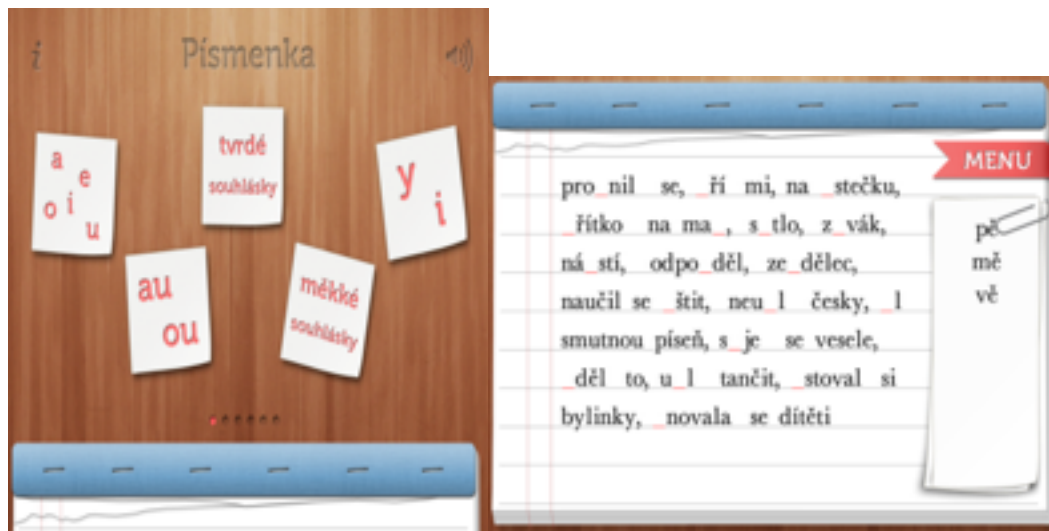 i Písmenka
a
e
o i
u
tvrdé
souhlásky
y
i
au
ou
měkké
souhlásky
MENU
pro_nil se, _ří mi, na _stečku,
_řítko na ma_, s_tlo, z_vák,
ná_stí, odpo_děl, ze_dělec,
naučil se _štit, neu_l česky, _l
smutnou píseň, s_je se vesele,
_děl to, u_l tančit, _stoval si
bylinky, _novala se dítěti
pě
mě
vě